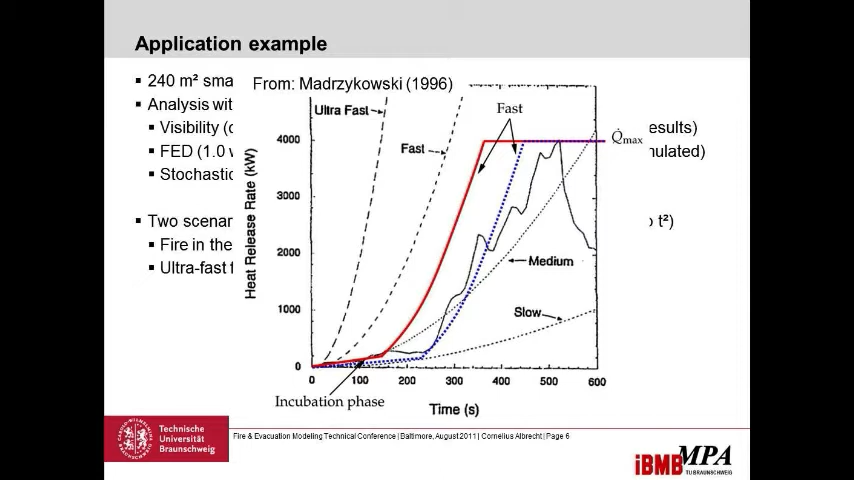 Application example
240 m² sma
From: Madrzykowski (1996)
Analysis wit
Visibility (c
esults)
FED (1.0 v
nulated)
Stochastic
Two scenar
o t²)
Fire in the
Ultra-fast f
Ultra Fast
Fast
Fast
Q̇max
Medium
Slow
Heat Release Rate (kW)
4000
3000
2000
1000
0
0 100 200 300 400 500 600
Time (s)
Incubation phase
Technische
Universität
Braunschweig
Fire & Evacuation Modeling Technical Conference | Baltimore, August 2011 | Cornelius Albrecht | Page 6
iBMB MPA
TU BRAUNSCHWEIG